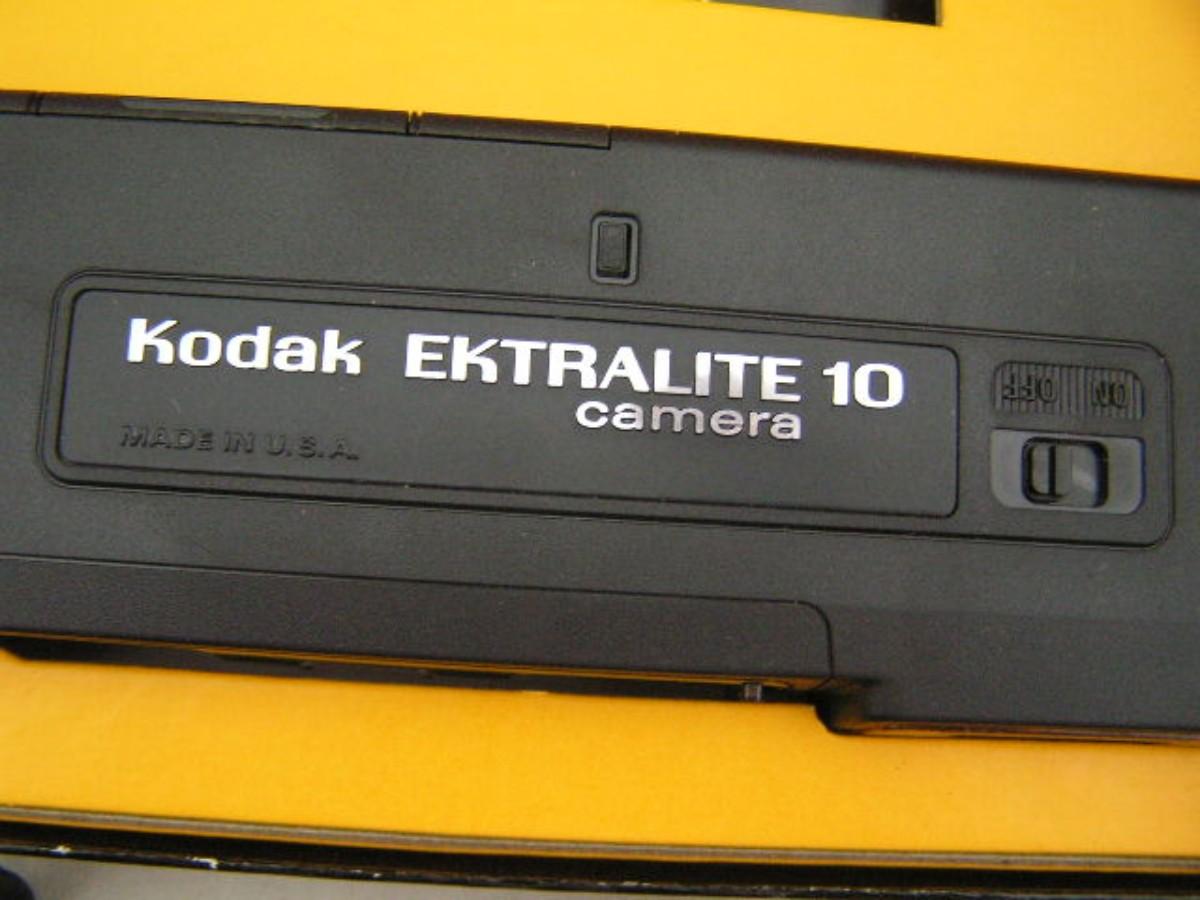 Kodak EKTRALITE 10
camera
MADE IN U.S.A.
OFF ON